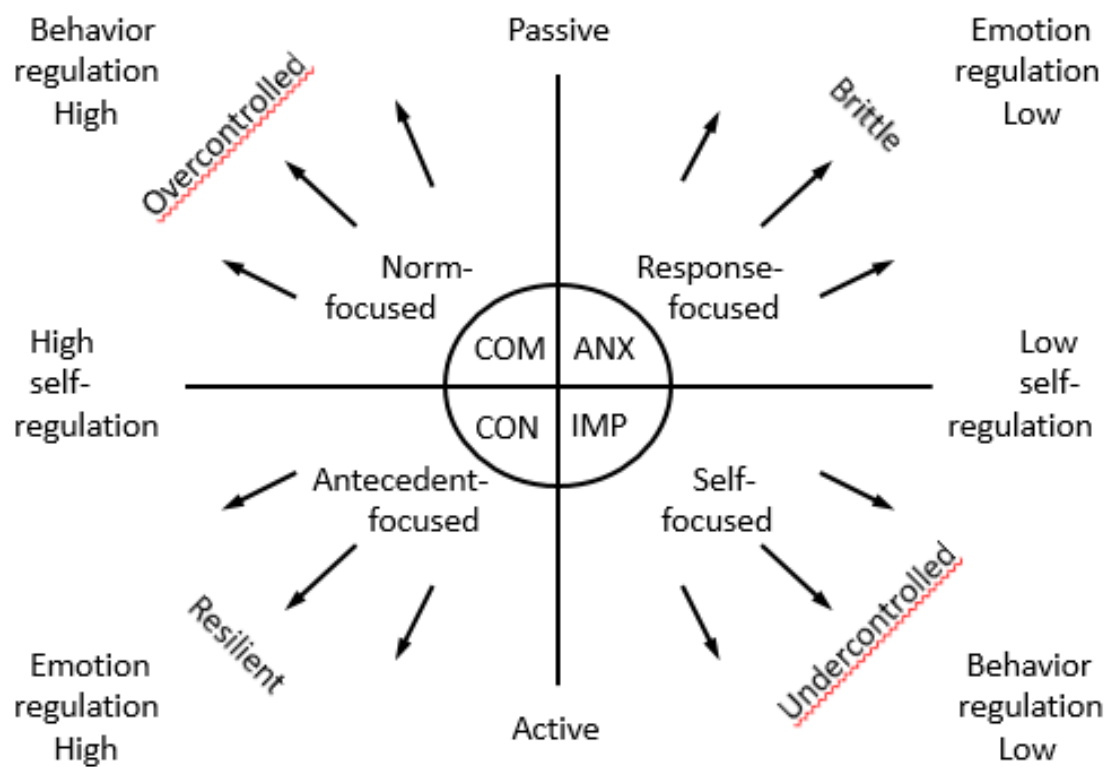 Behavior
regulation
High
Passive
Emotion
regulation
Low
Overcontrolled
Brittle
Norm-
focused
Response-
focused
COM
ANX
High
self-
regulation
Low
self-
regulation
CON
IMP
Antecedent-
focused
Self-
focused
Resilient
Undercontrolled
Emotion
regulation
High
Active
Behavior
regulation
Low